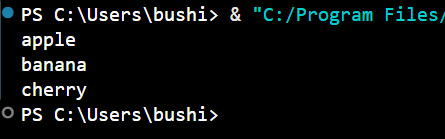 PS C:\Users\bushi> & "C:/Program Files/
apple
banana
cherry
PS C:\Users\bushi>